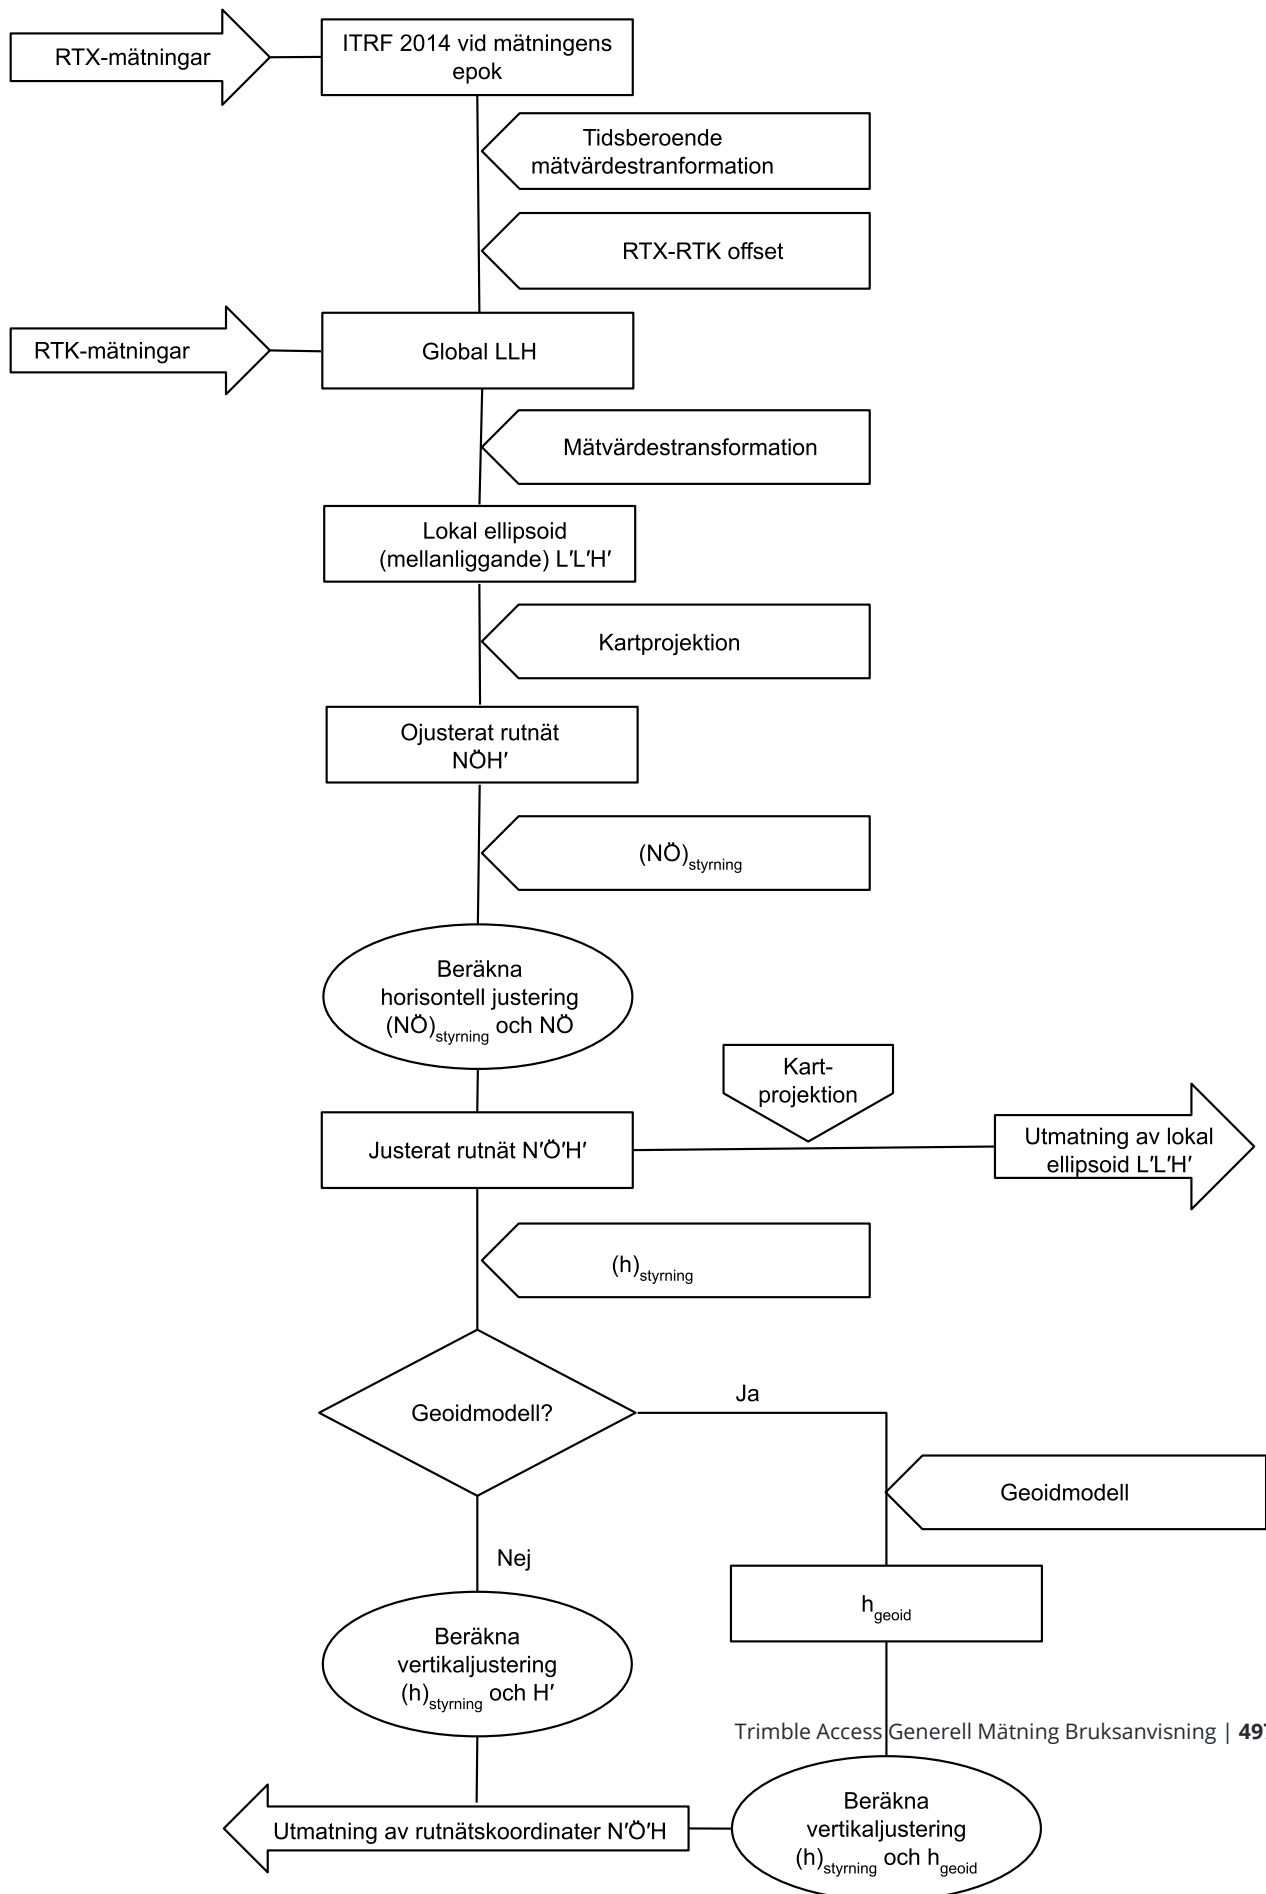 RTX-mätningar
ITRF 2014 vid mätningens
epok
Tidsberoende
mätvärdestranformation
RTX-RTK offset
RTK-mätningar
Global LLH
Mätvärdestransformation
Lokal ellipsoid
(mellanliggande) L′L′H′
Kartprojektion
Ojusterat rutnät
NÖH′
(NÖ)styrning
Beräkna
horisontell justering
(NÖ)styrning och NÖ
Kart-
projektion
Justerat rutnät N′Ö′H′
Utmatning av lokal
ellipsoid L′L′H′
(h)styrning
Geoidmodell?
Ja
Geoidmodell
Nej
hgeoid
Beräkna
vertikaljustering
(h)styrning och H′
Trimble Access Generell Mätning Bruksanvisning | 497
Beräkna
vertikaljustering
(h)styrning och hgeoid
Utmatning av rutnätskoordinater N′Ö′H